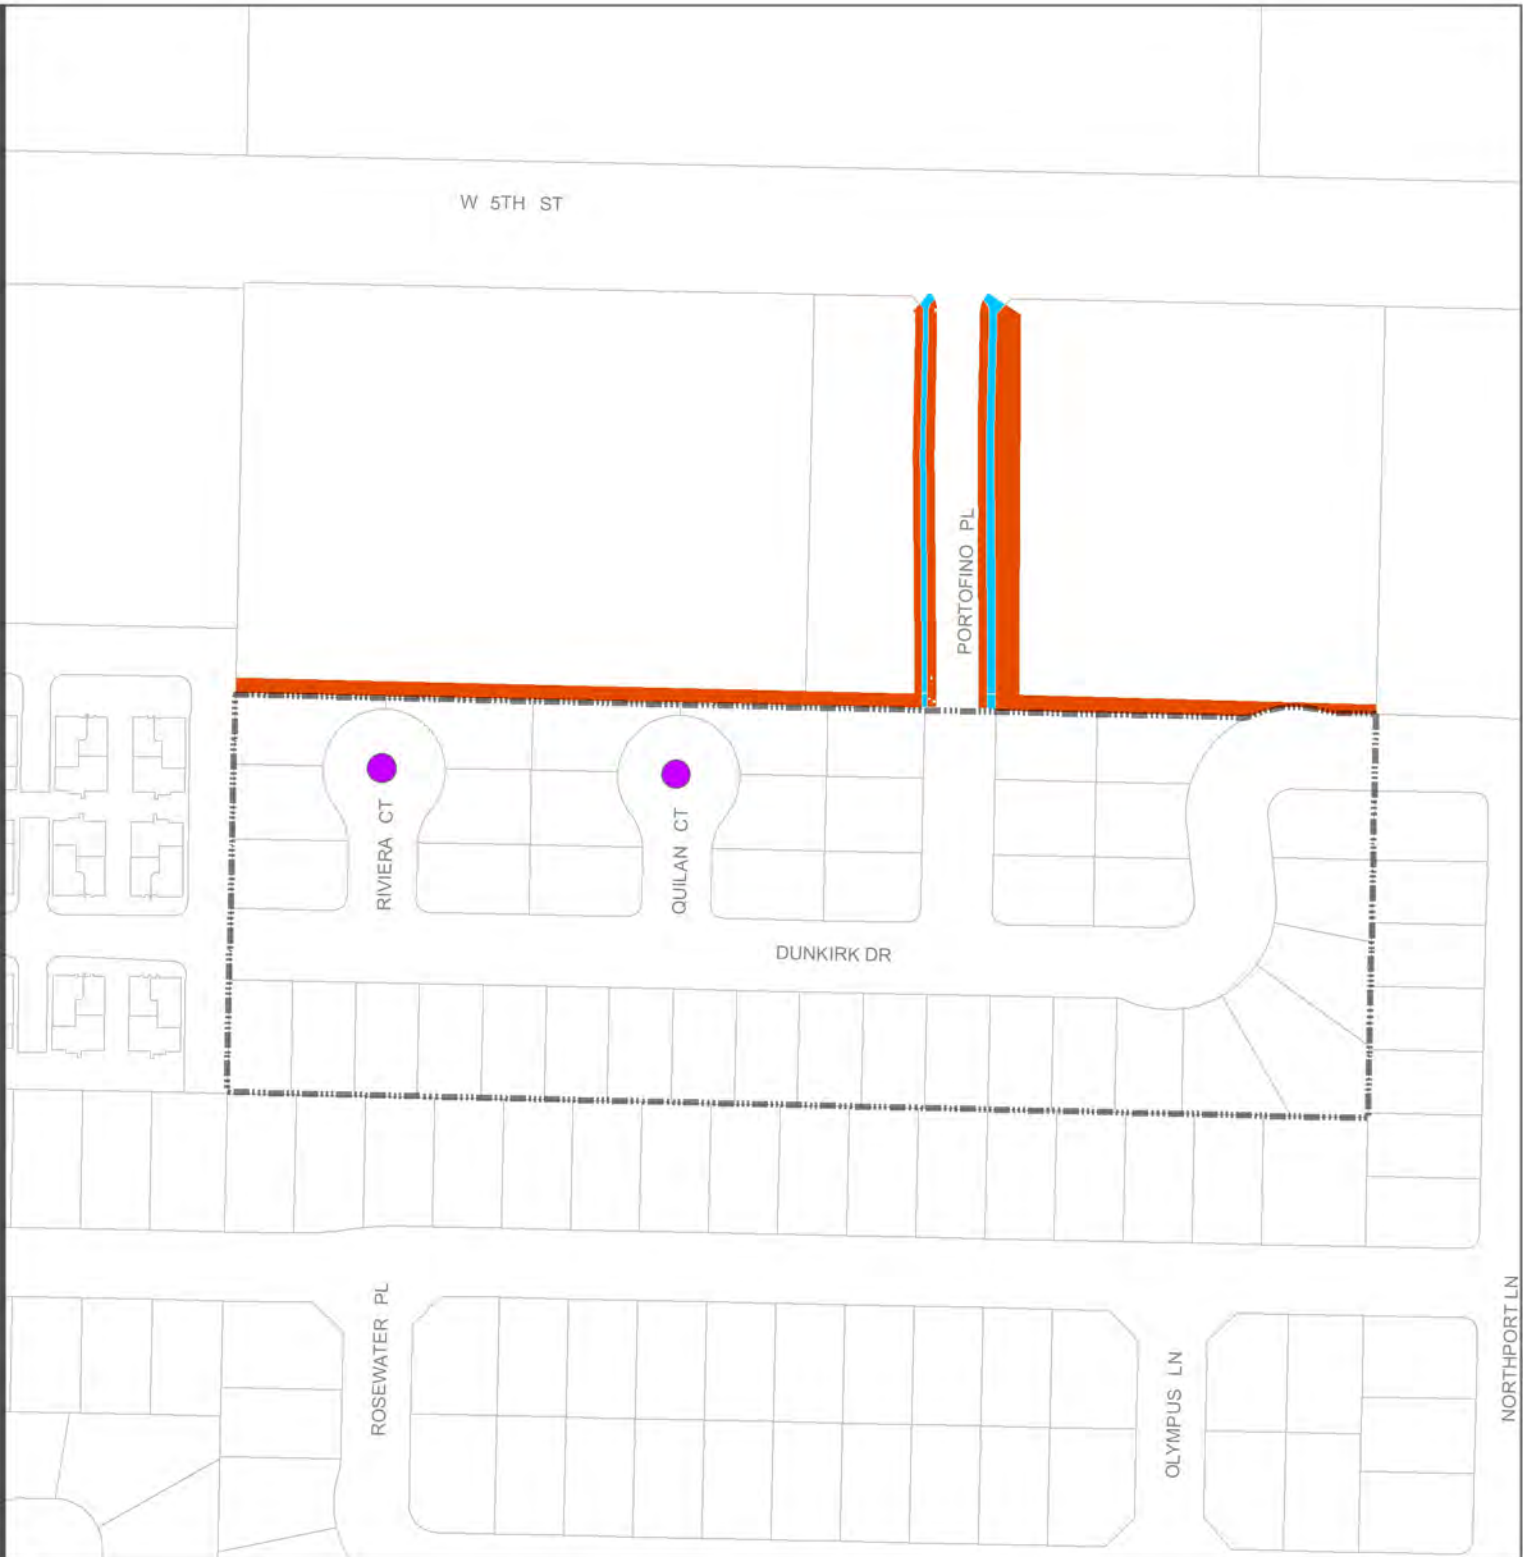 W 5TH ST
PORTOFINO PL
RIVIERA CT
QUILAN CT
DUNKIRK DR
ROSEWATER PL
OLYMPUS LN
NORTHPORT LN